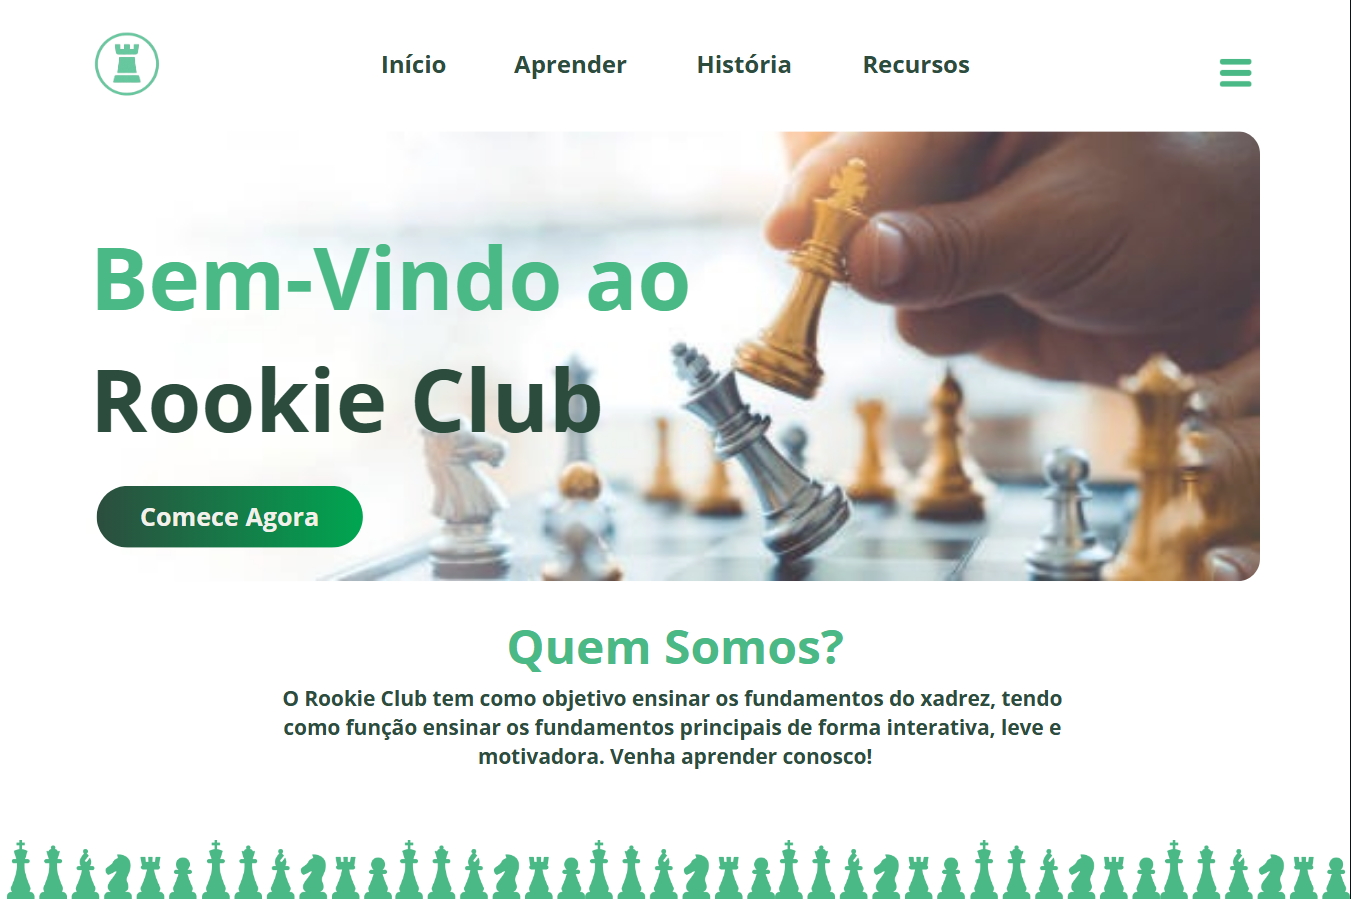 Início Aprender História Recursos
Bem-Vindo ao
Rookie Club
Comece Agora
Quem Somos?
O Rookie Club tem como objetivo ensinar os fundamentos do xadrez, tendo
como função ensinar os fundamentos principais de forma interativa, leve e
motivadora. Venha aprender conosco!